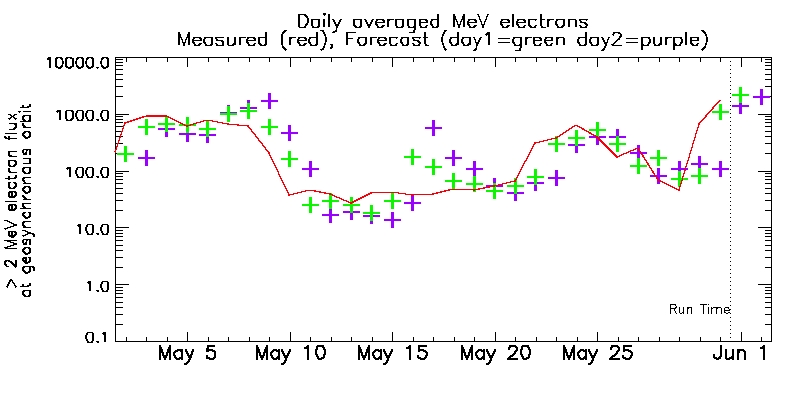 Daily averaged MeV electrons
Measured (red), Forecast (day1=green day2=purple)
> 2 MeV electron flux
at geosynchronous orbit
10000.0
1000.0
100.0
10.0
1.0
0.1
Run Time
May 5
May 10
May 15
May 20
May 25
Jun 1